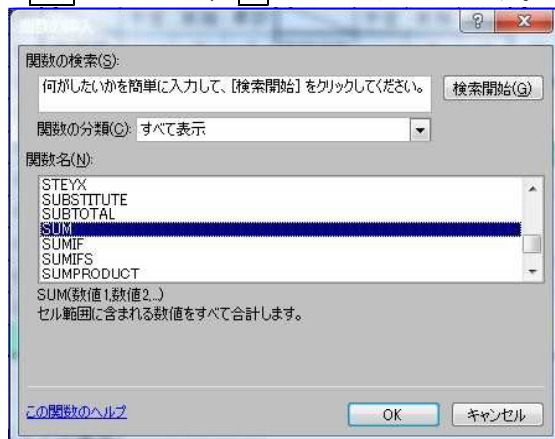 関数の検索(S):
何がしたいかを簡単に入力して、[検索開始] をクリックしてください。
検索開始(G)
関数の分類(C): すべて表示
関数名(N):
STEYX
SUBSTITUTE
SUBTOTAL
SUM
SUMIF
SUMIFS
SUMPRODUCT
SUM(数値1,数値2,...)
セル範囲に含まれる数値をすべて合計します。
この関数のヘルプ
OK
キャンセル